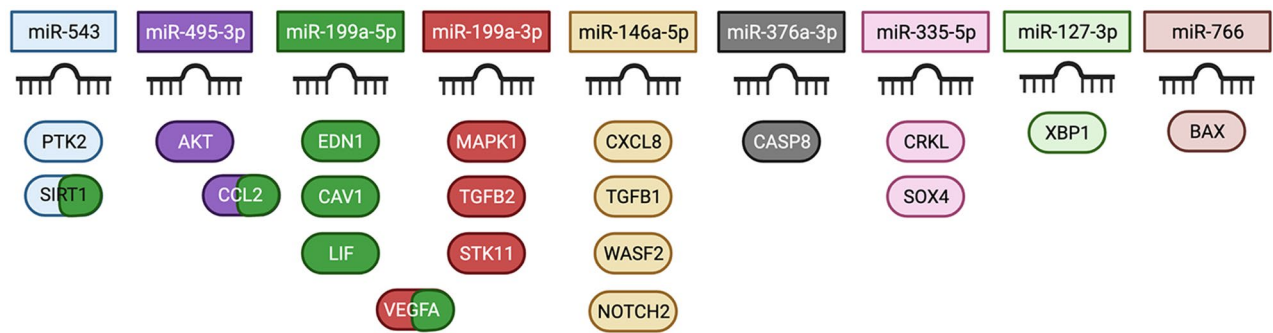 miR-543 miR-495-3p miR-199a-5p miR-199a-3p miR-146a-5p miR-376a-3p miR-335-5p miR-127-3p miR-766
PTK2 AKT EDN1 MAPK1 CXCL8 CASP8 CRKL XBP1 BAX
SIRT1 CCL2 CAV1 TGFB2 TGFB1 SOX4
LIF STK11 WASF2
VEGFA NOTCH2